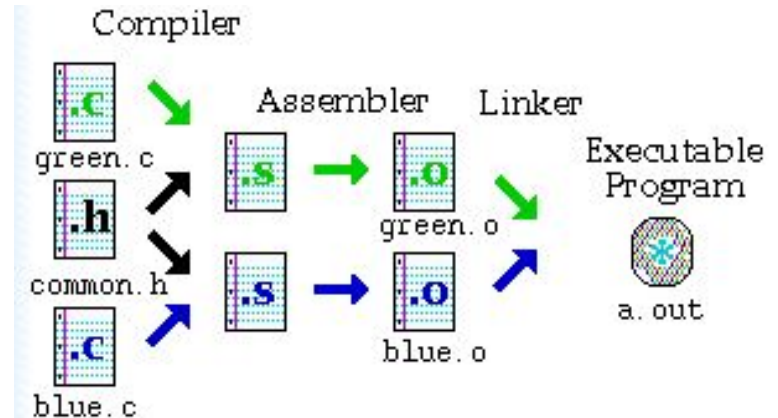 Compiler
Assembler
Linker
Executable
Program
.c
green.c
.h
common.h
.c
blue.c
.s
.s
.o
green.o
.o
blue.o
*
a.out